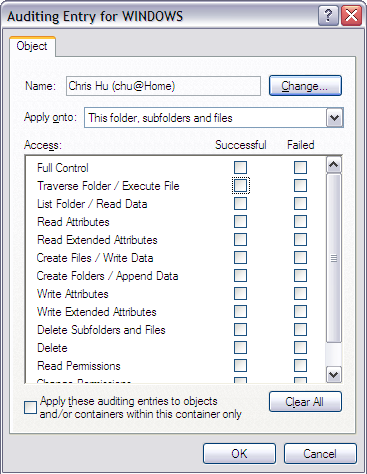 Auditing Entry for WINDOWS
Object
Name: Chris Hu (chu@Home) Change...
Apply onto: This folder, subfolders and files
Access: Successful Failed
Full Control
Traverse Folder / Execute File
List Folder / Read Data
Read Attributes
Read Extended Attributes
Create Files / Write Data
Create Folders / Append Data
Write Attributes
Write Extended Attributes
Delete Subfolders and Files
Delete
Read Permissions
Change Permissions
Apply these auditing entries to objects
and/or containers within this container only
Clear All
OK Cancel